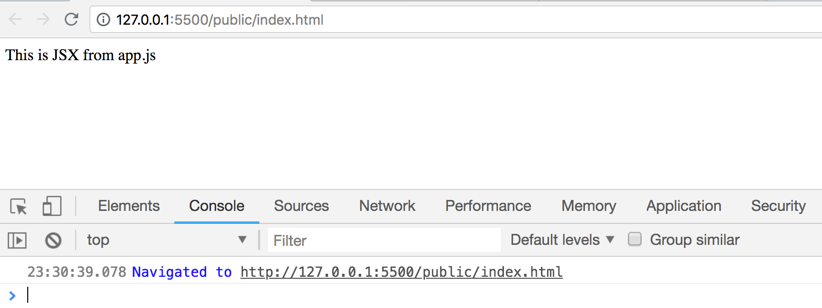 127.0.0.1:5500/public/index.html
This is JSX from app.js
Elements Console Sources Network Performance Memory Application Security
top Filter Default levels Group similar
23:30:39.078 Navigated to http://127.0.0.1:5500/public/index.html